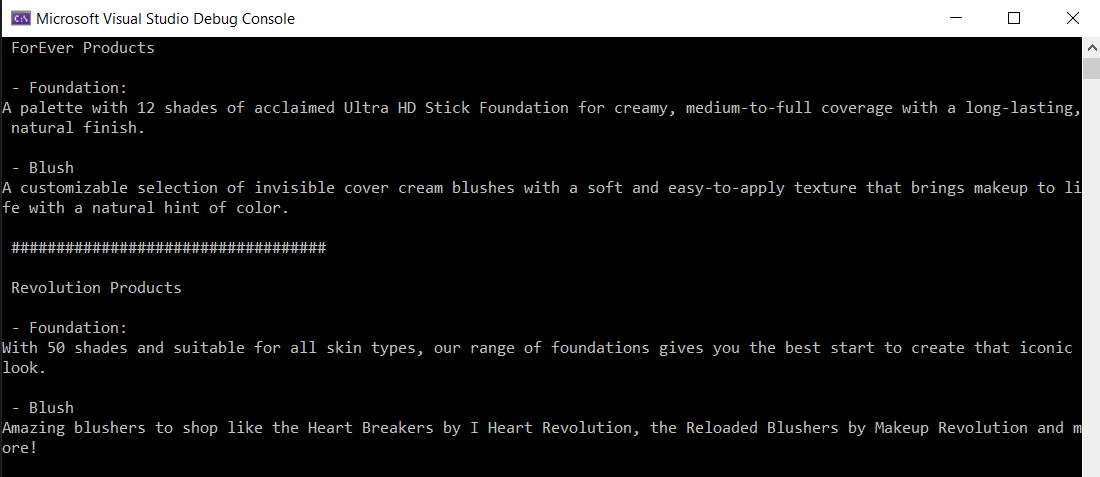 Microsoft Visual Studio Debug Console
ForEver Products
- Foundation:
A palette with 12 shades of acclaimed Ultra HD Stick Foundation for creamy, medium-to-full coverage with a long-lasting,
natural finish.
- Blush
A customizable selection of invisible cover cream blushes with a soft and easy-to-apply texture that brings makeup to li
fe with a natural hint of color.
###################################
Revolution Products
- Foundation:
With 50 shades and suitable for all skin types, our range of foundations gives you the best start to create that iconic
look.
- Blush
Amazing blushers to shop like the Heart Breakers by I Heart Revolution, the Reloaded Blushers by Makeup Revolution and m
ore!